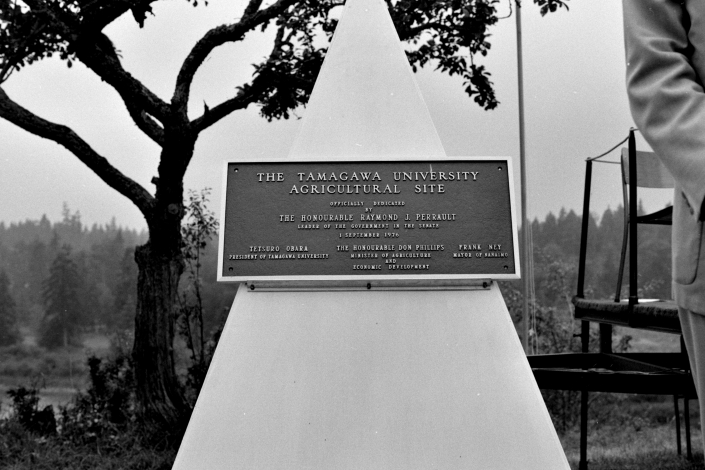 THE TAMAGAWA UNIVERSITY
AGRICULTURAL SITE
OFFICIALLY DEDICATED
BY
THE HONOURABLE RAYMOND J. PERRAULT
LEADER OF THE GOVERNMENT IN THE SENATE
1 SEPTEMBER 1976
TETSURO OBARA THE HONOURABLE DON PHILLIPS FRANK NEY
PRESIDENT OF TAMAGAWA UNIVERSITY MINISTER OF AGRICULTURE MAYOR OF NANAIMO
AND
ECONOMIC DEVELOPMENT